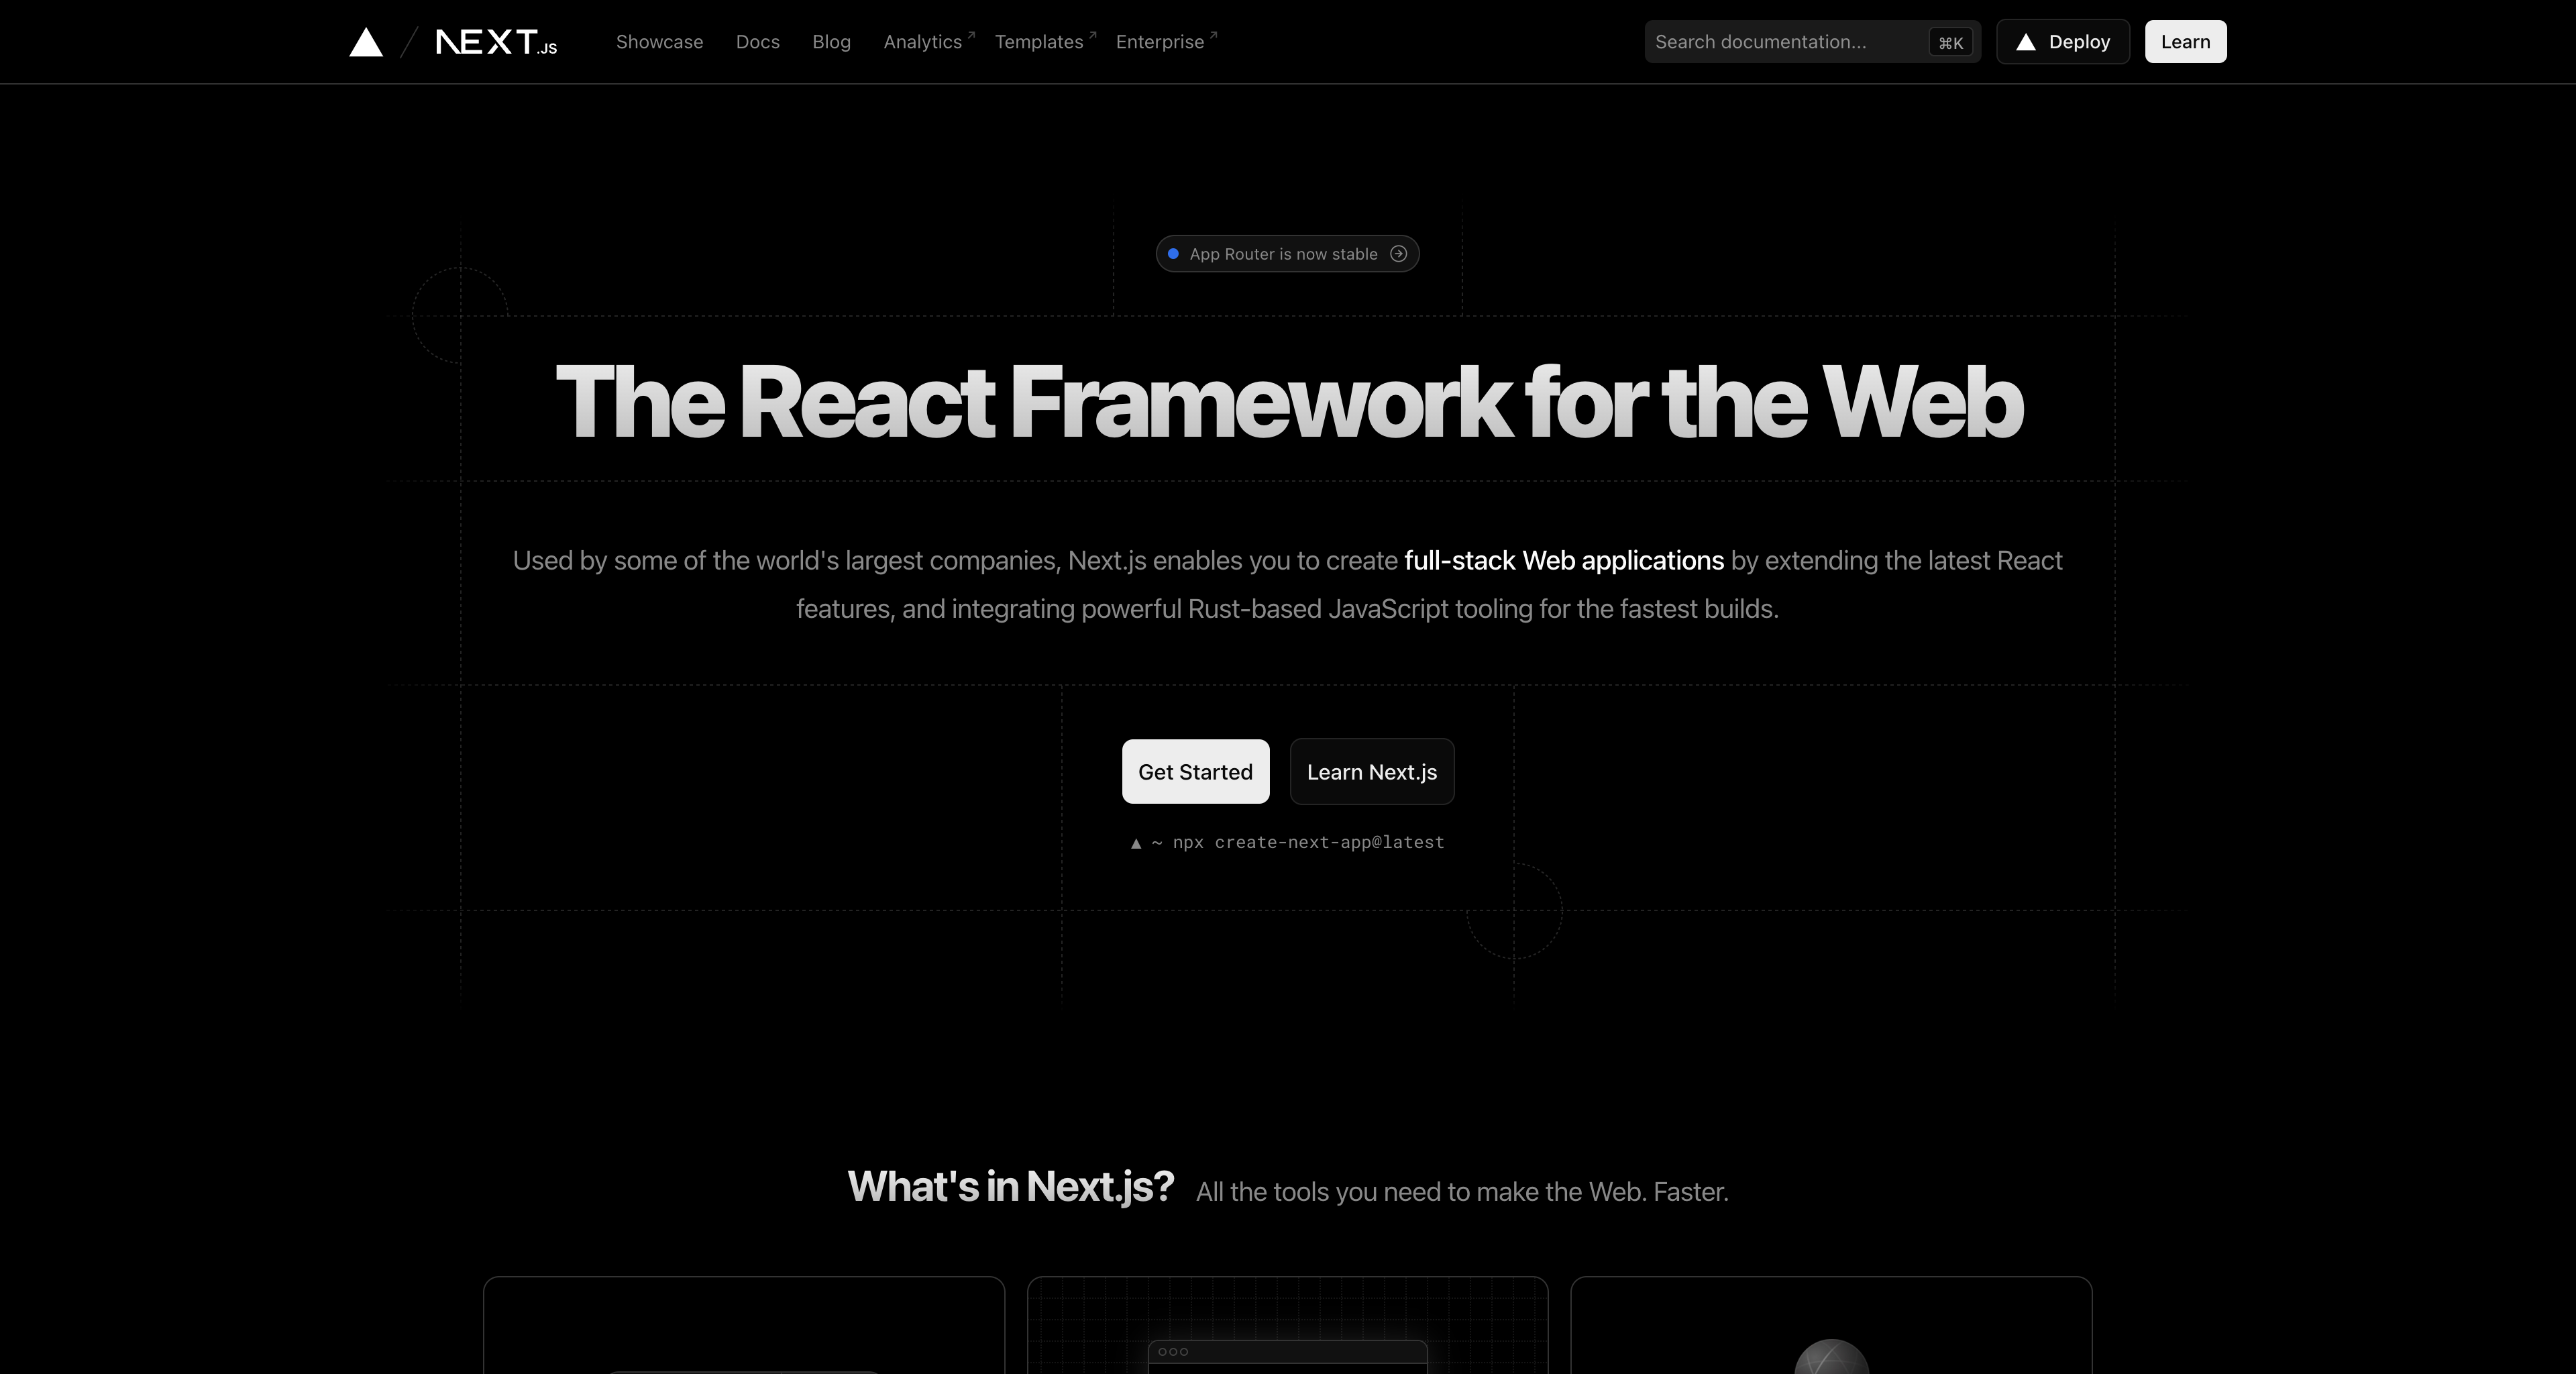 NEXT.JS
Showcase
Docs
Blog
Analytics
Templates
Enterprise
Search documentation...
⌘K
Deploy
Learn
App Router is now stable
The React Framework for the Web
Used by some of the world's largest companies, Next.js enables you to create full-stack Web applications by extending the latest React
features, and integrating powerful Rust-based JavaScript tooling for the fastest builds.
Get Started
Learn Next.js
▲ ~ npx create-next-app@latest
What's in Next.js?
All the tools you need to make the Web. Faster.